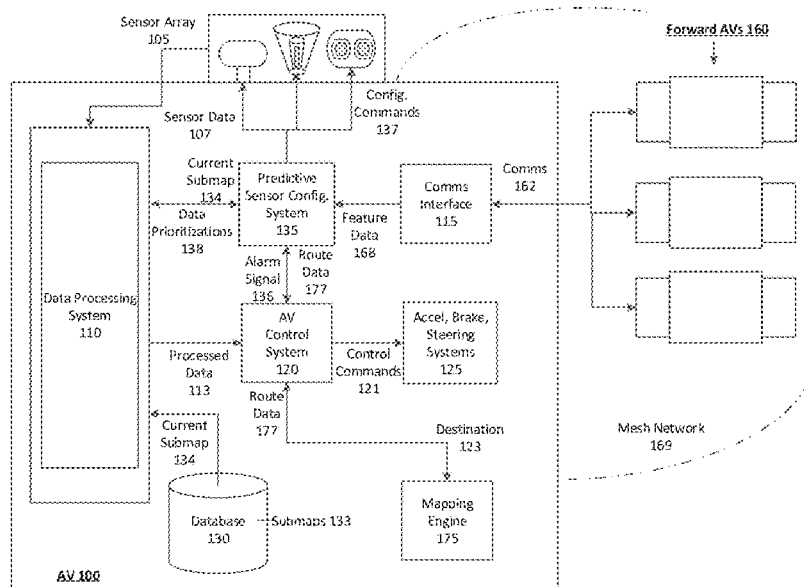 Sensor Array
105
Forward AVs 160
Sensor Data
107
Config.
Commands
137
Current
Submap
134
Data
Prioritizations
138
Predictive
Sensor Config.
System
135
Feature
Data
168
Comms
Interface
115
Comms
162
Alarm
Signal
136
Route
Data
177
Data Processing
System
110
Processed
Data
113
AV
Control
System
120
Control
Commands
121
Accel, Brake,
Steering
Systems
125
Route
Data
177
Current
Submap
134
Destination
123
Mesh Network
169
Database
130
Submaps 133
Mapping
Engine
175
AV 100